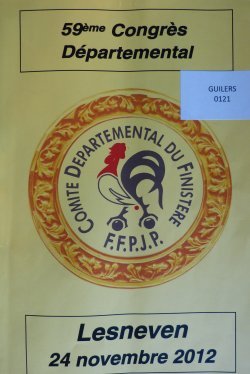 59ème Congrès
Départemental
GUILERS
0121
COMITE DEPARTEMENTAL DU FINISTERE
F.F.P.J.P.
Lesneven
24 novembre 2012